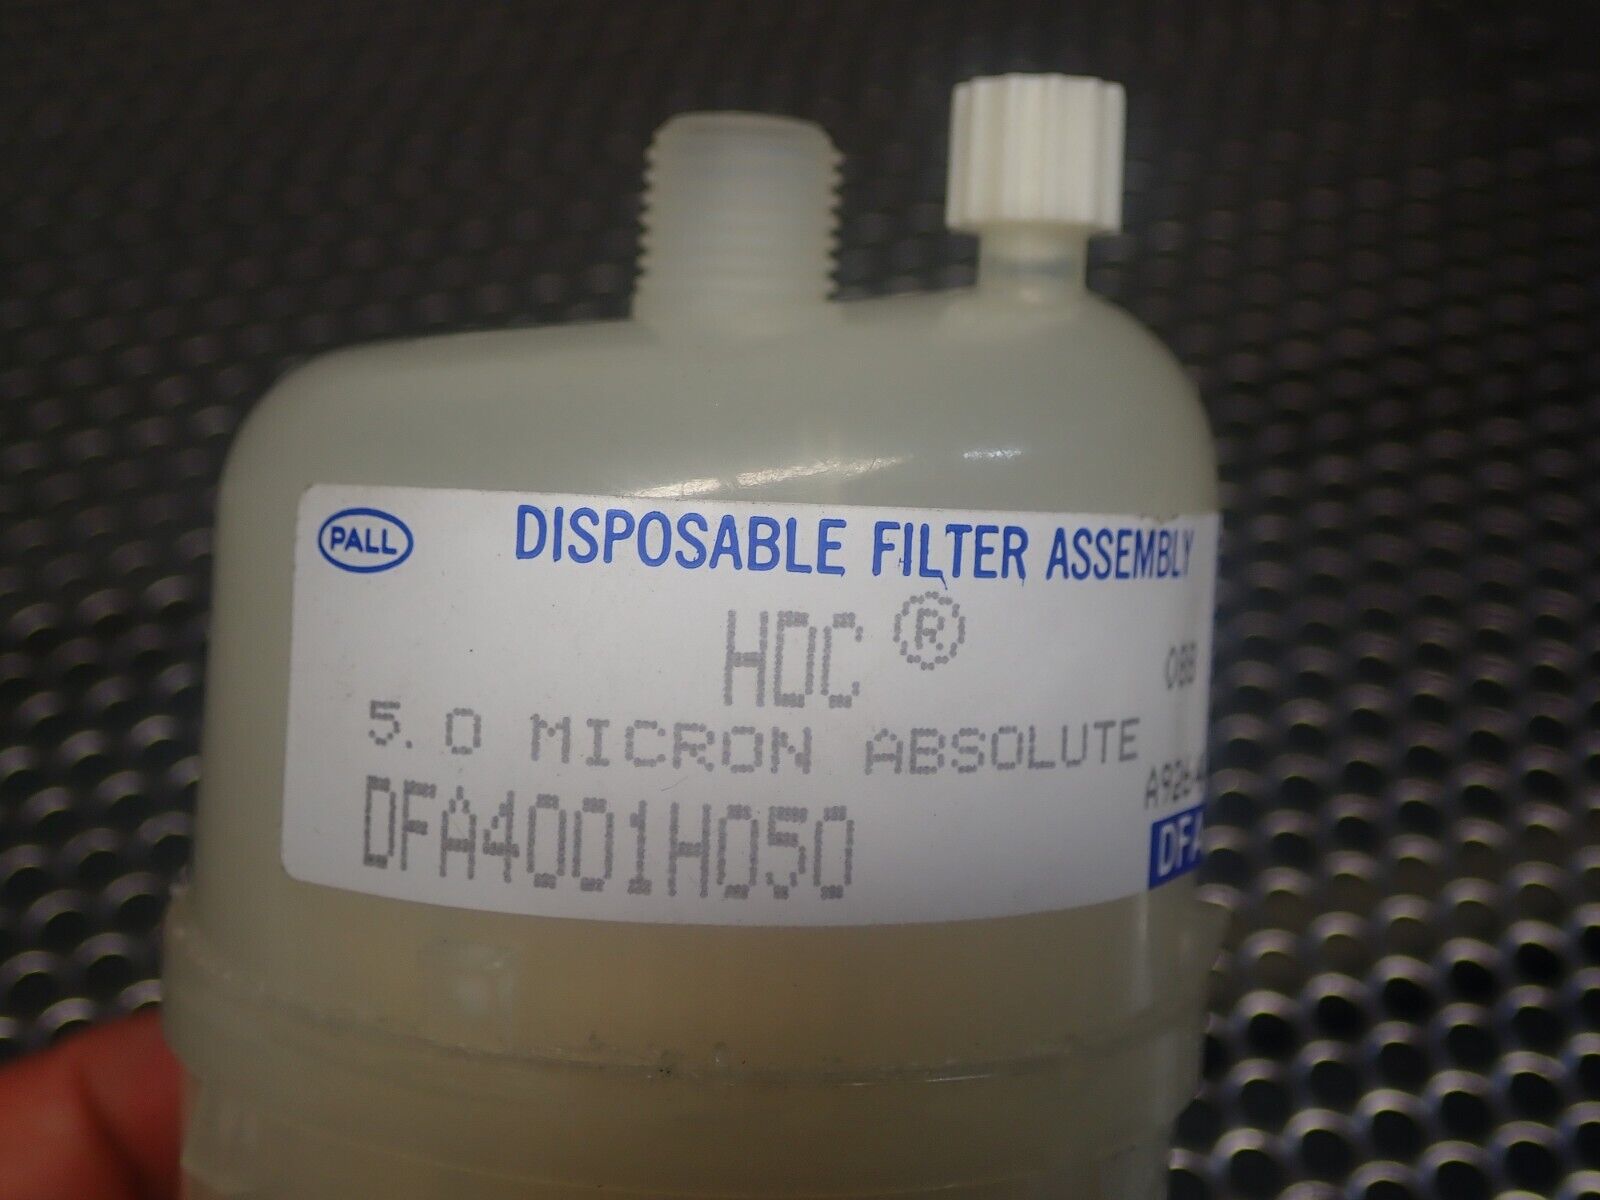 PALL
DISPOSABLE FILTER ASSEMBLY
HDC®
5.0 MICRON ABSOLUTE
DFA4001H050